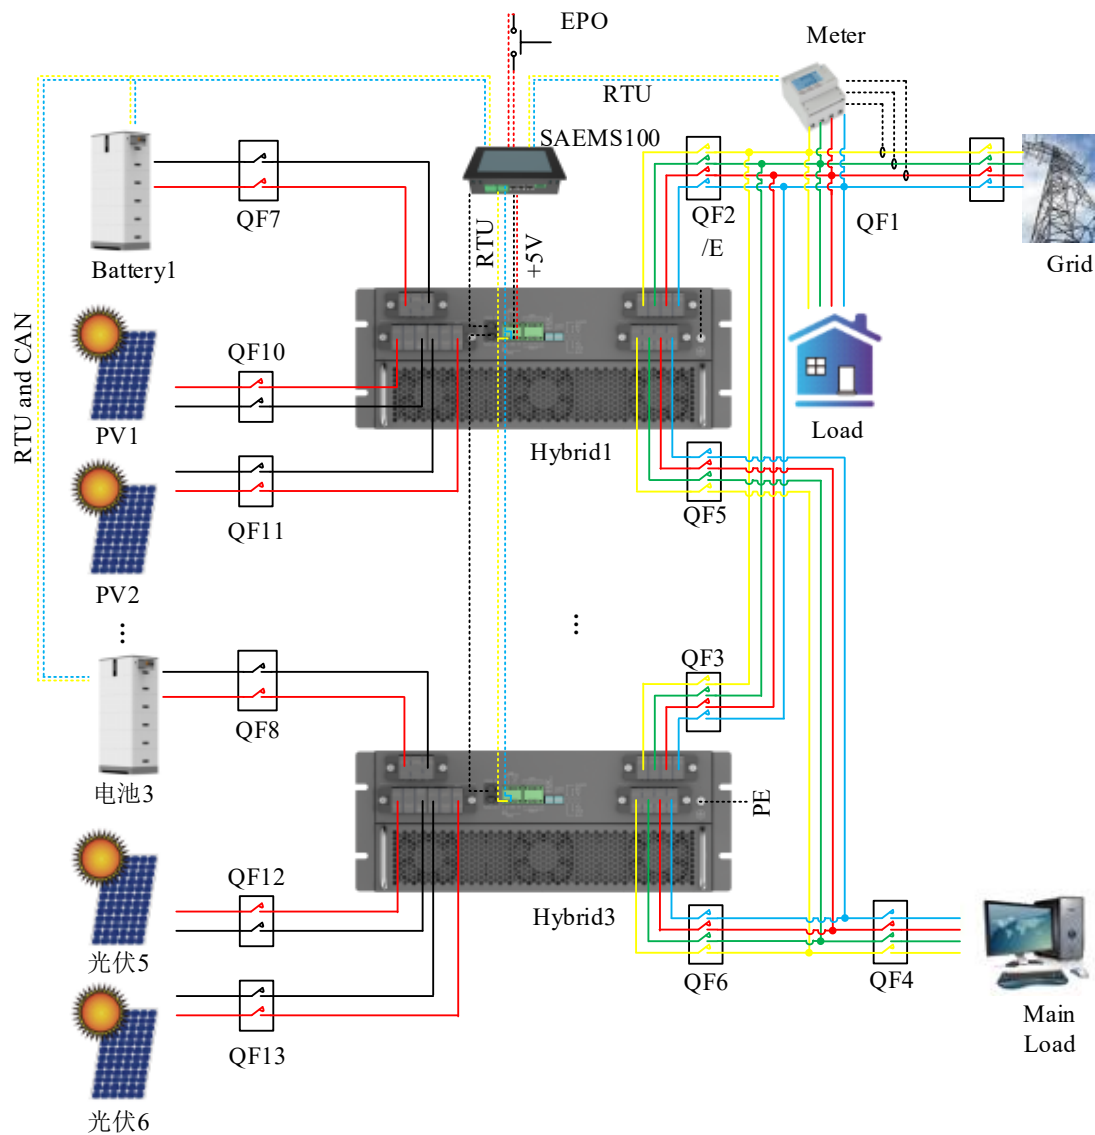 EPO
Meter
RTU
SAEMS100
QF7
QF2
/E
QF1
Grid
Battery1
RTU
+5V
RTU and CAN
QF10
PV1
Hybrid1
Load
QF11
QF5
PV2
...
...
QF3
QF8
电池3
PE
QF12
光伏5
Hybrid3
QF6
QF4
QF13
Main
Load
光伏6